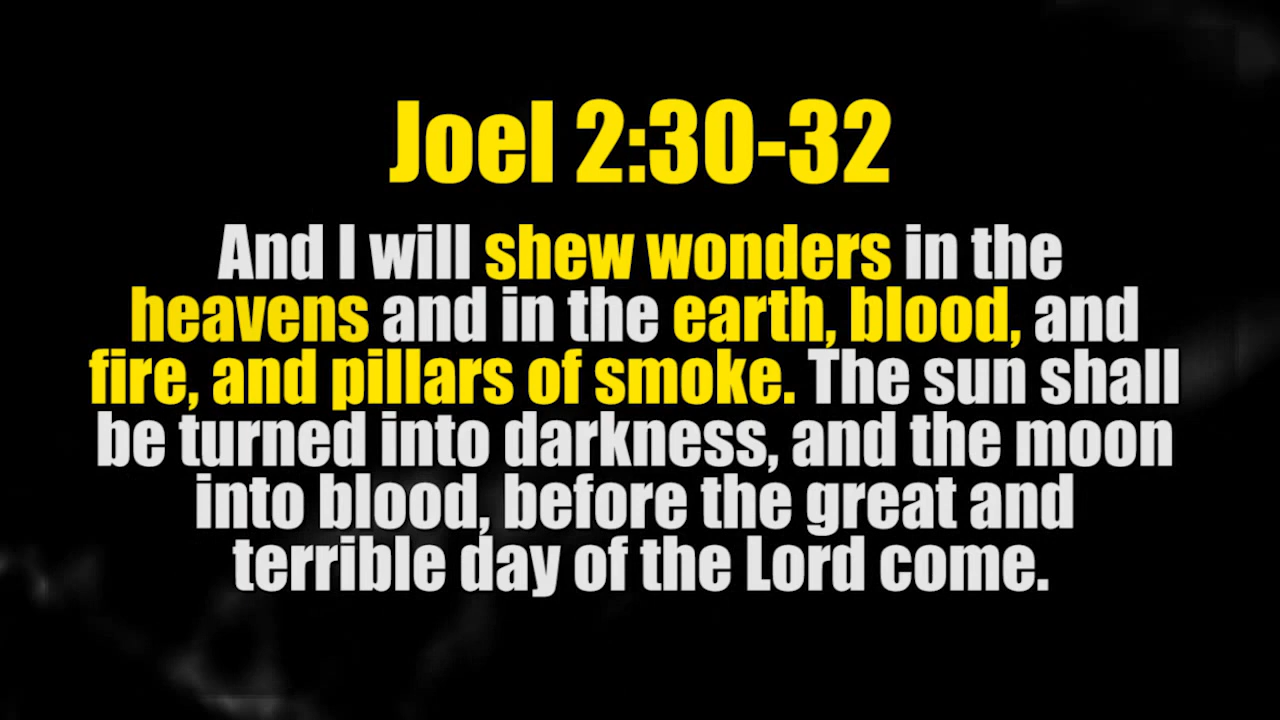 Joel 2:30-32
And I will shew wonders in the
heavens and in the earth, blood, and
fire, and pillars of smoke. The sun shall
be turned into darkness, and the moon
into blood, before the great and
terrible day of the Lord come.